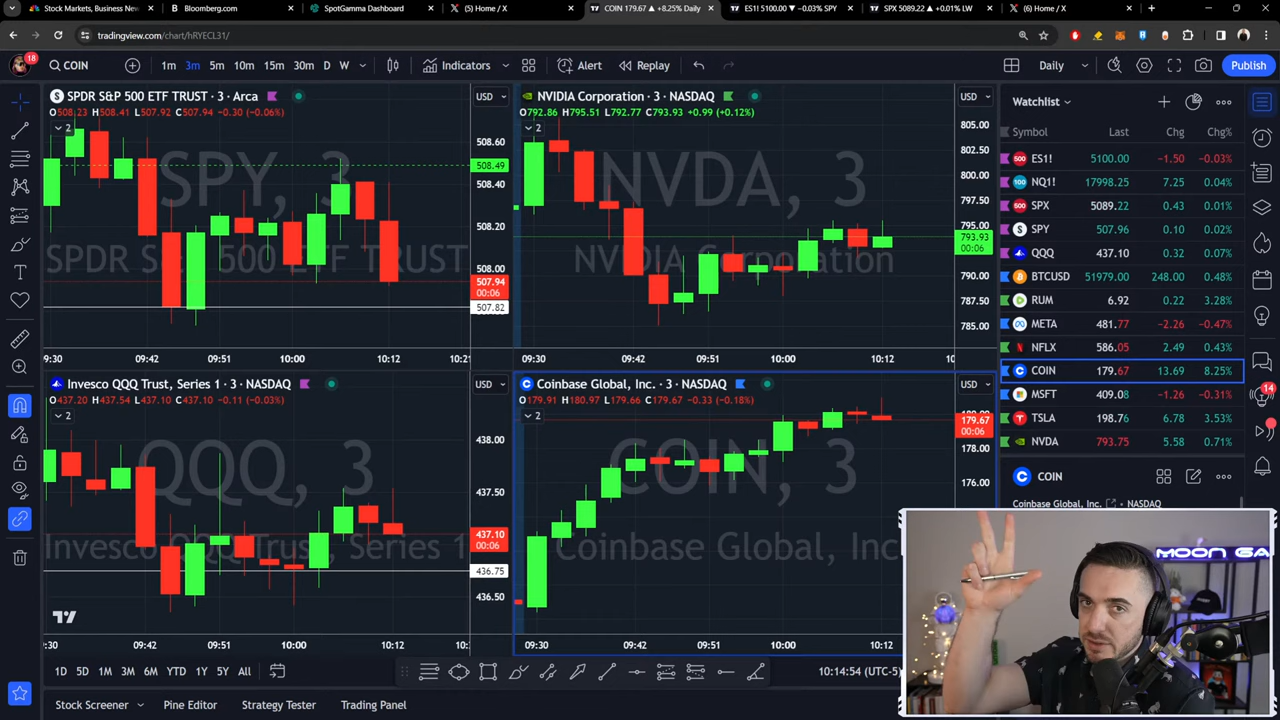 Stock Markets, Business New
Bloomberg.com
SpotGamma Dashboard
(5) Home / X
COIN 179.67 ▲ +8.25% Daily
ES1! 5100.00 ▼ −0.03% SPY
SPX 5089.22 ▲ +0.01% LW
(6) Home / X
tradingview.com/chart/hRYECL31/
18
COIN
1m 3m 5m 10m 15m 30m D W
Indicators
Alert
Replay
Daily
Publish
SPDR S&P 500 ETF TRUST · 3 · Arca
USD
O508.23 H508.41 L507.92 C507.94 −0.30 (−0.06%)
2
SPY, 3
SPDR S&P 500 ETF TRUST
508.60
508.49
508.40
508.20
508.00
507.94
00:06
507.82
9:30 09:42 09:51 10:00 10:12 10:21
NVIDIA Corporation · 3 · NASDAQ
USD
O792.86 H795.51 L792.77 C793.93 +0.99 (+0.12%)
2
NVDA, 3
NVIDIA Corporation
805.00
802.50
800.00
797.50
795.00
793.93
00:06
790.00
787.50
785.00
09:30 09:42 09:51 10:00 10:12 10
Invesco QQQ Trust, Series 1 · 3 · NASDAQ
USD
O437.20 H437.54 L437.10 C437.10 −0.11 (−0.03%)
2
QQQ, 3
Invesco QQQ Trust, Series 1
438.00
437.50
437.10
00:06
436.75
436.50
:30 09:42 09:51 10:00 10:12
Coinbase Global, Inc. · 3 · NASDAQ
USD
O179.91 H180.97 L179.66 C179.67 −0.33 (−0.18%)
2
COIN, 3
Coinbase Global, Inc
179.67
00:06
178.00
176.00
09:30 09:42 09:51 10:00 10:12
Watchlist
Symbol Last Chg Chg%
ES1! 5100.00 −1.50 −0.03%
NQ1! 17998.25 7.25 0.04%
SPX 5089.22 0.43 0.01%
SPY 507.96 0.10 0.02%
QQQ 437.10 0.32 0.07%
BTCUSD 51979.00 248.00 0.48%
RUM 6.92 0.22 3.28%
META 481.77 −2.26 −0.47%
NFLX 586.05 2.49 0.43%
COIN 179.67 13.69 8.25%
MSFT 409.08 −1.26 −0.31%
TSLA 198.76 6.78 3.53%
NVDA 793.75 5.58 0.71%
14
COIN
Coinbase Global, Inc. · NASDAQ
MOON GA
1D 5D 1M 3M 6M YTD 1Y 5Y All
10:14:54 (UTC-5)
Stock Screener
Pine Editor
Strategy Tester
Trading Panel